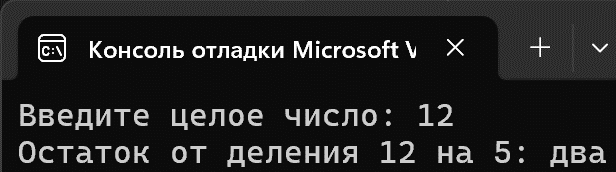 Консоль отладки Microsoft V
Введите целое число: 12
Остаток от деления 12 на 5: два